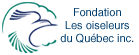 Fondation
Les oiseleurs
du Québec inc.